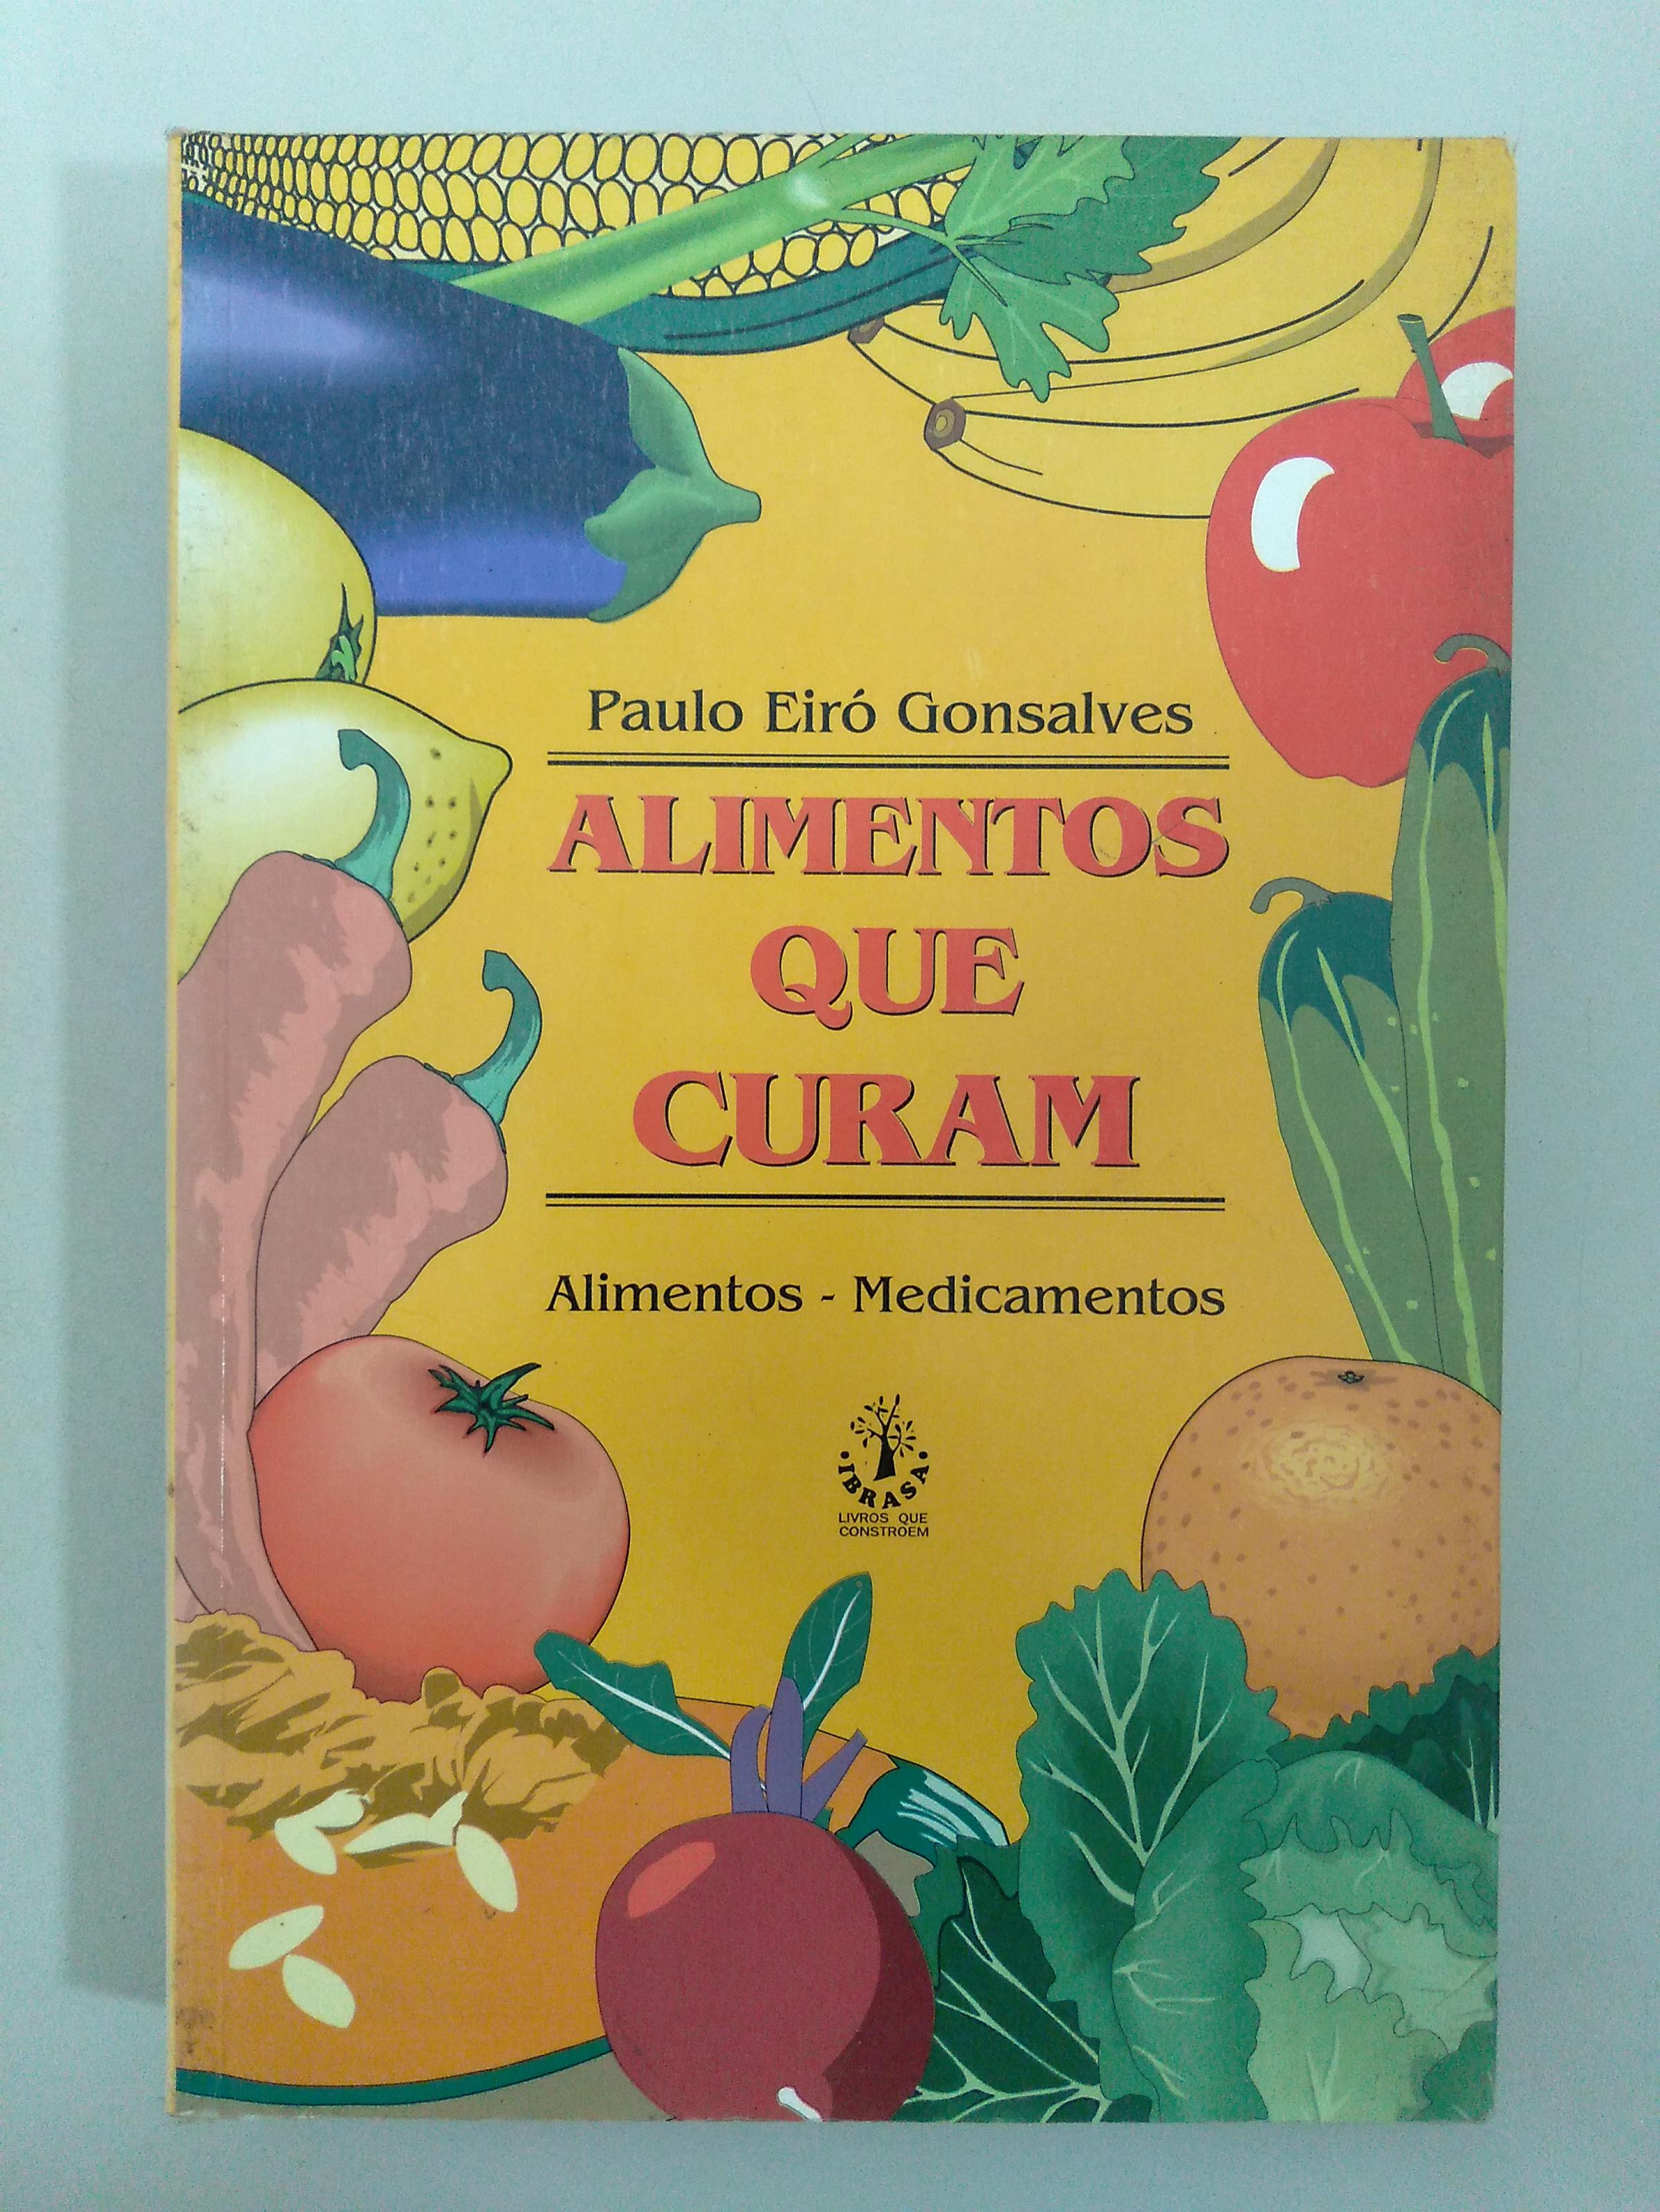 Paulo Eiró Gonsalves
ALIMENTOS
QUE
CURAM
Alimentos - Medicamentos
IBRASA
LIVROS QUE
CONSTROEM